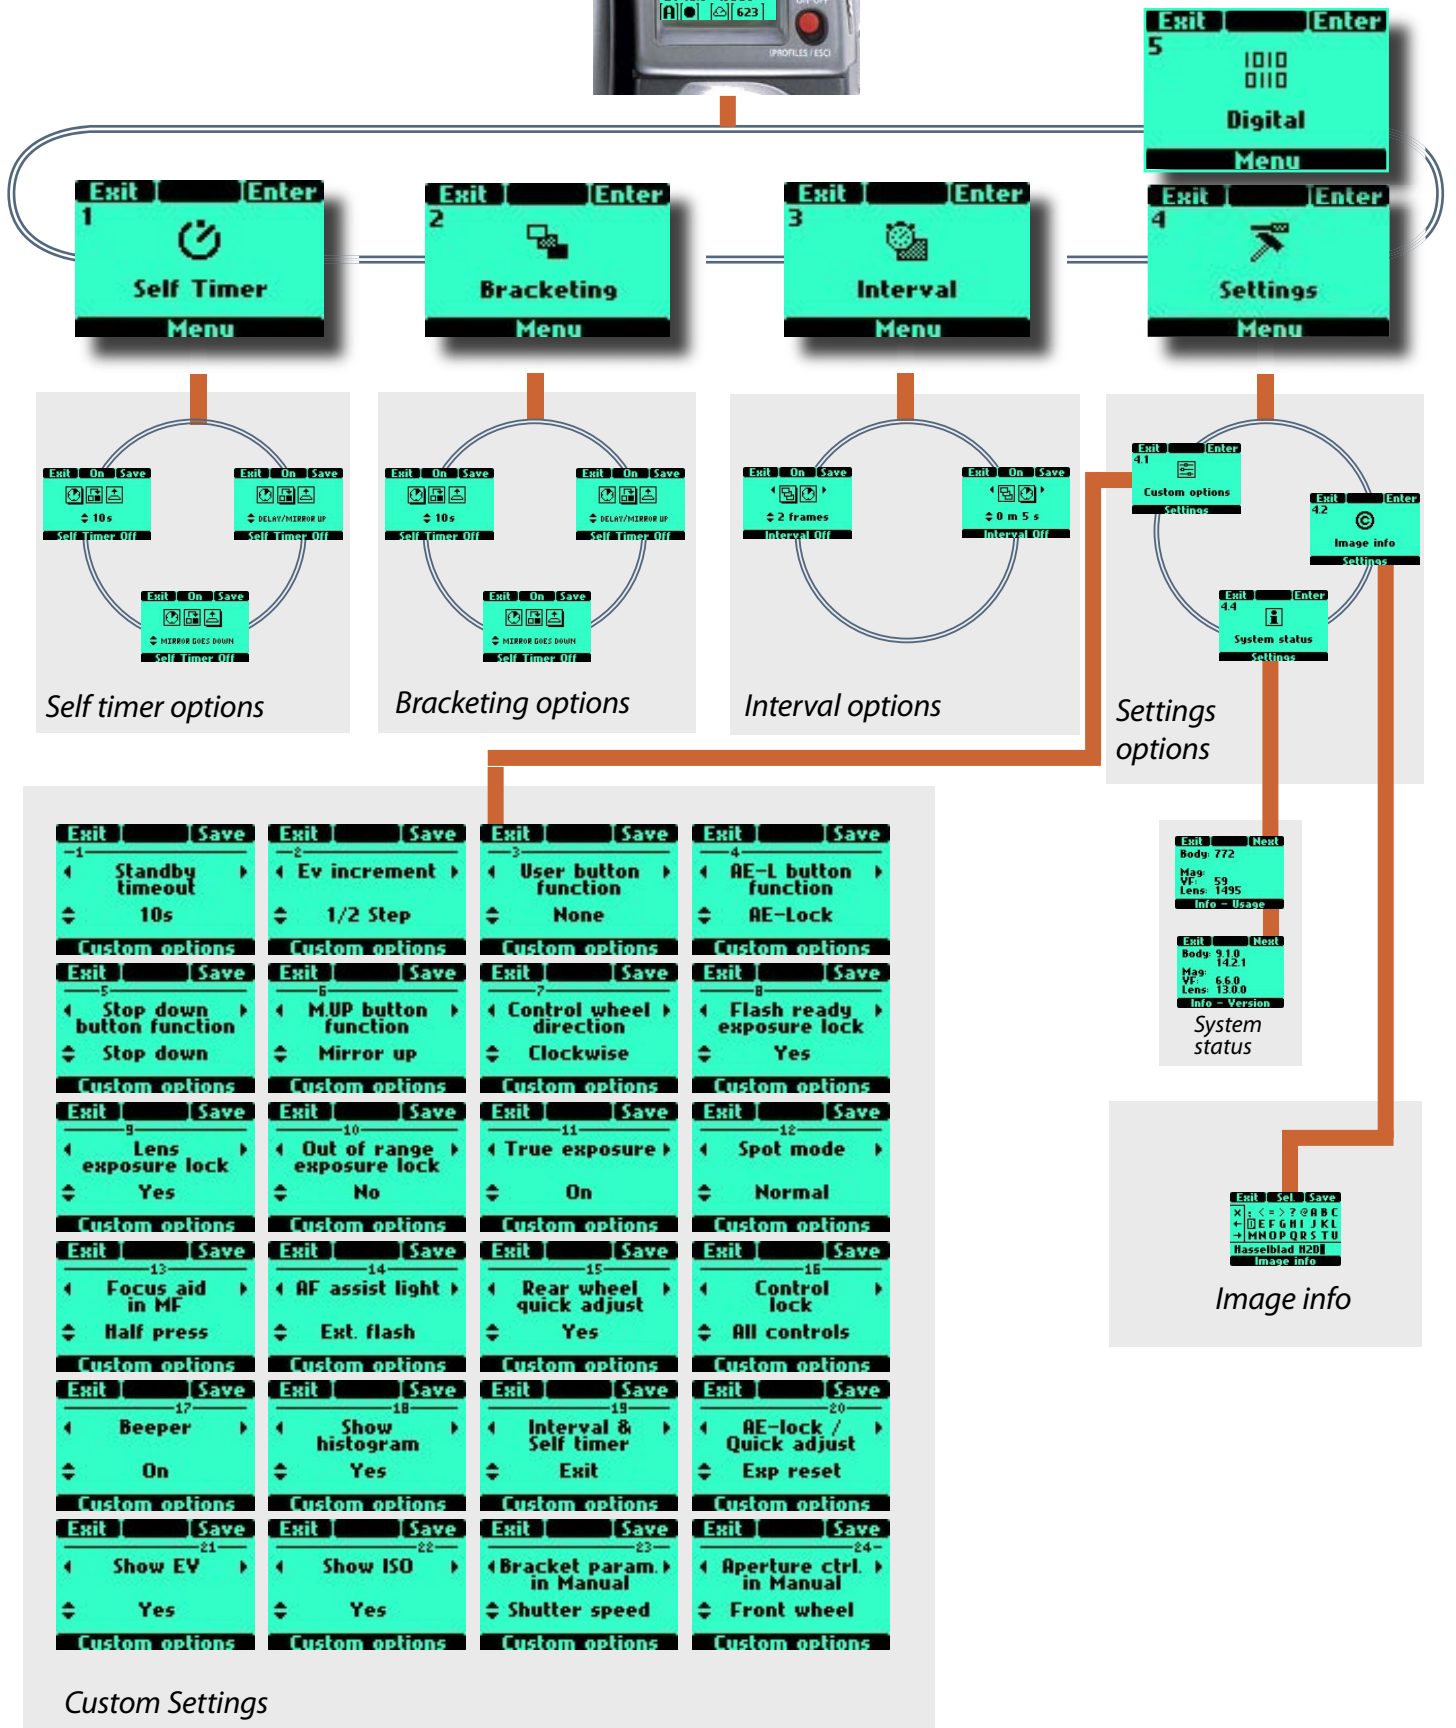 623
ON-OFF
(PROFILES / ESC)
Exit Enter
5
1010
0110
Digital
Menu
Exit Enter
1
Self Timer
Menu
Exit Enter
2
Bracketing
Menu
Exit Enter
3
Interval
Menu
Exit Enter
4
Settings
Menu
Exit On Save
10s
Self Timer Off
Exit On Save
DELAY/MIRROR UP
Self Timer Off
Exit On Save
MIRROR GOES DOWN
Self Timer Off
Self timer options
Exit On Save
10s
Self Timer Off
Exit On Save
DELAY/MIRROR UP
Self Timer Off
Exit On Save
MIRROR GOES DOWN
Self Timer Off
Bracketing options
Exit On Save
2 frames
Interval Off
Exit On Save
0 m 5 s
Interval Off
Interval options
Exit Enter
4.1
Custom options
Settings
Exit Enter
4.2
©
Image info
Settings
Exit Enter
4.4
i
System status
Settings
Settings
options
Exit Save
1
Standby
timeout
10s
Custom options
Exit Save
2
Ev increment
1/2 Step
Custom options
Exit Save
3
User button
function
None
Custom options
Exit Save
4
AE-L button
function
AE-Lock
Custom options
Exit Save
5
Stop down
button function
Stop down
Custom options
Exit Save
6
M.UP button
function
Mirror up
Custom options
Exit Save
7
Control wheel
direction
Clockwise
Custom options
Exit Save
8
Flash ready
exposure lock
Yes
Custom options
Exit Save
9
Lens
exposure lock
Yes
Custom options
Exit Save
10
Out of range
exposure lock
No
Custom options
Exit Save
11
True exposure
On
Custom options
Exit Save
12
Spot mode
Normal
Custom options
Exit Save
13
Focus aid
in MF
Half press
Custom options
Exit Save
14
AF assist light
Ext. flash
Custom options
Exit Save
15
Rear wheel
quick adjust
Yes
Custom options
Exit Save
16
Control
lock
All controls
Custom options
Exit Save
17
Beeper
On
Custom options
Exit Save
18
Show
histogram
Yes
Custom options
Exit Save
19
Interval &
Self timer
Exit
Custom options
Exit Save
20
AE-lock /
Quick adjust
Exp reset
Custom options
Exit Save
21
Show EV
Yes
Custom options
Exit Save
22
Show ISO
Yes
Custom options
Exit Save
23
Bracket param.
in Manual
Shutter speed
Custom options
Exit Save
24
Aperture ctrl.
in Manual
Front wheel
Custom options
Custom Settings
Exit Next
Body: 772
Mag:
VF: 59
Lens: 1495
Info - Usage
Exit Next
Body: 9.1.0
14.2.1
Mag:
VF: 6.6.0
Lens: 13.0.0
Info - Version
System
status
Exit Sel. Save
X ; < = > ? @ A B C
← D E F G H I J K L
→ M N O P Q R S T U
Hasselblad H2D
Image info
Image info